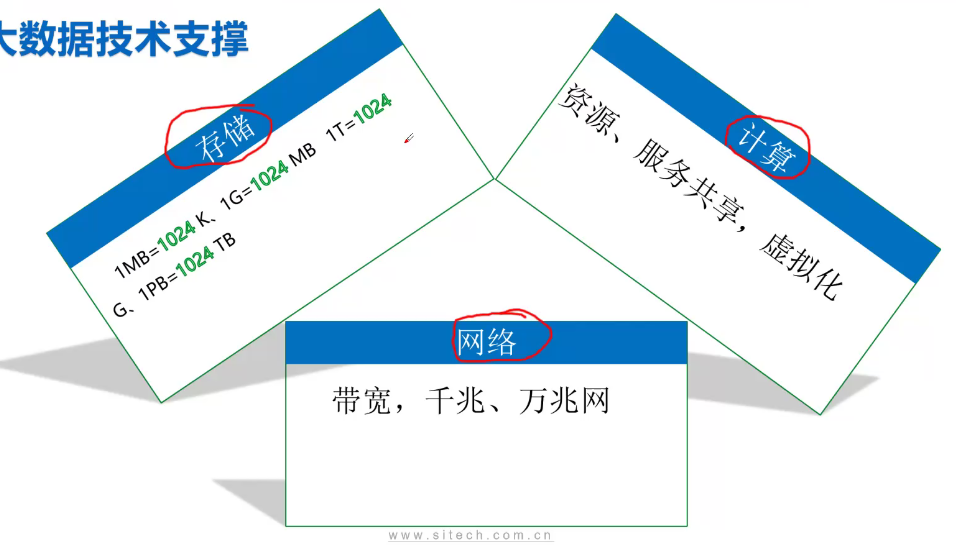 大数据技术支撑
存储
1MB=1024 K、1G=1024 MB 1T=1024
G、1PB=1024 TB
计算
资源、服务共享，虚拟化
网络
带宽，千兆、万兆网
www.sitech.com.cn